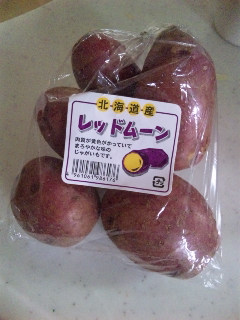 北海道産
レッドムーン
肉質が黄色がかっていて
まろやかな味の
じゃがいもです。
4961061986176